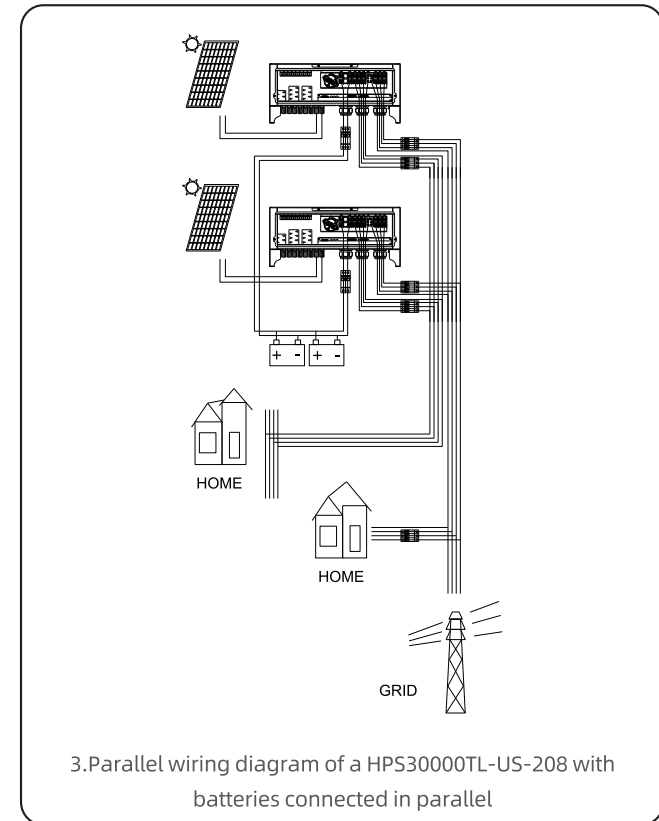 + - + -
HOME
HOME
GRID
3.Parallel wiring diagram of a HPS30000TL-US-208 with
batteries connected in parallel